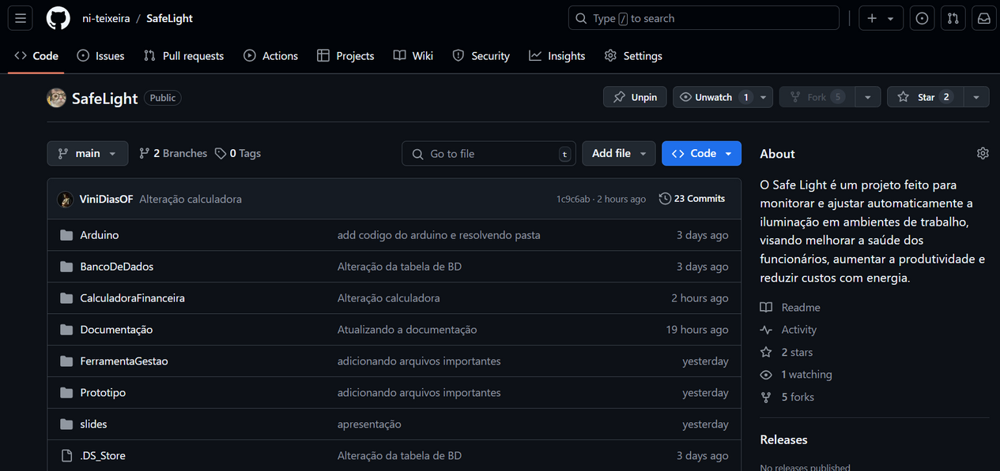 ni-teixeira / SafeLight
Type / to search
Code Issues Pull requests Actions Projects Wiki Security Insights Settings
SafeLight Public
Unpin Unwatch 1 Fork 5 Star 2
main 2 Branches 0 Tags
Go to file t Add file Code
ViniDiasOF Alteração calculadora 1c9c6ab · 2 hours ago 23 Commits
Arduino add codigo do arduino e resolvendo pasta 3 days ago
BancoDeDados Alteração da tabela de BD 3 days ago
CalculadoraFinanceira Alteração calculadora 2 hours ago
Documentação Atualizando a documentação 19 hours ago
FerramentaGestao adicionando arquivos importantes yesterday
Prototipo adicionando arquivos importantes yesterday
slides apresentação yesterday
.DS_Store Alteração da tabela de BD 3 days ago
About
O Safe Light é um projeto feito para
monitorar e ajustar automaticamente a
iluminação em ambientes de trabalho,
visando melhorar a saúde dos
funcionários, aumentar a produtividade e
reduzir custos com energia.
Readme
Activity
2 stars
1 watching
5 forks
Releases
No releases published